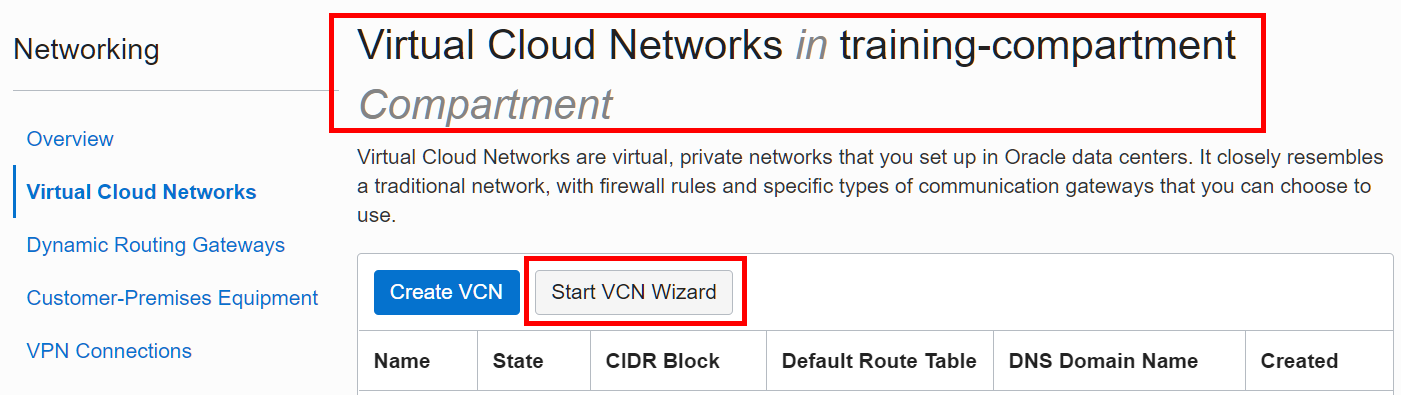 Networking
Overview
Virtual Cloud Networks
Dynamic Routing Gateways
Customer-Premises Equipment
VPN Connections
Virtual Cloud Networks in training-compartment
Compartment
Virtual Cloud Networks are virtual, private networks that you set up in Oracle data centers. It closely resembles
a traditional network, with firewall rules and specific types of communication gateways that you can choose to
use.
Create VCN Start VCN Wizard
Name State CIDR Block Default Route Table DNS Domain Name Created